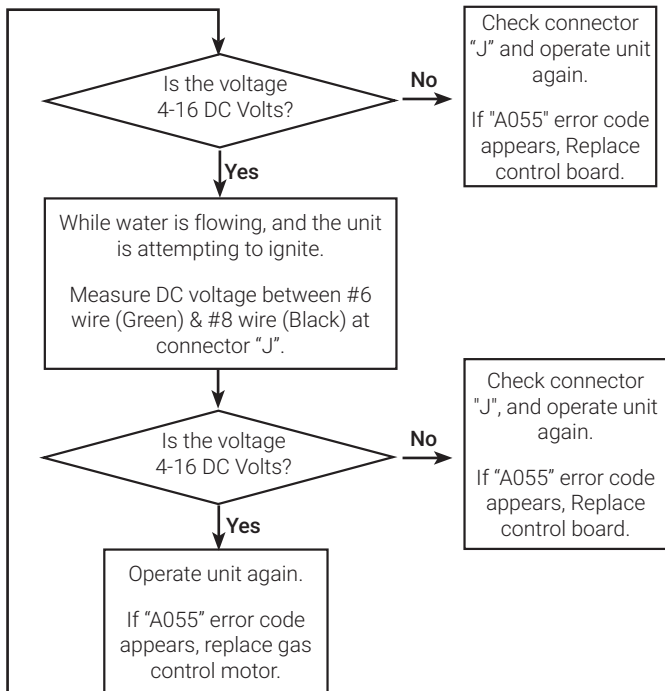 Is the voltage
4-16 DC Volts?
No
Check connector
“J” and operate unit
again.
If "A055" error code
appears, Replace
control board.
Yes
While water is flowing, and the unit
is attempting to ignite.
Measure DC voltage between #6
wire (Green) & #8 wire (Black) at
connector “J”.
Is the voltage
4-16 DC Volts?
No
Check connector
"J", and operate unit
again.
If “A055” error code
appears, Replace
control board.
Yes
Operate unit again.
If “A055” error code
appears, replace gas
control motor.